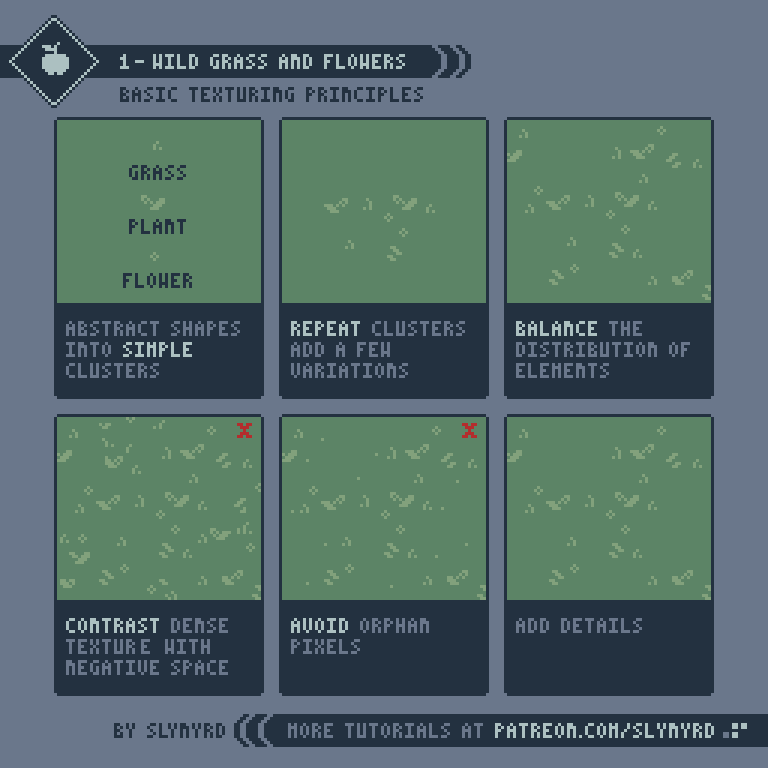 1 - WILD GRASS AND FLOWERS
BASIC TEXTURING PRINCIPLES
GRASS
PLANT
FLOWER
ABSTRACT SHAPES
INTO SIMPLE
CLUSTERS
REPEAT CLUSTERS
ADD A FEW
VARIATIONS
BALANCE THE
DISTRIBUTION OF
ELEMENTS
X
CONTRAST DENSE
TEXTURE WITH
NEGATIVE SPACE
X
AVOID ORPHAN
PIXELS
ADD DETAILS
BY SLYNYRD
MORE TUTORIALS AT PATREON.COM/SLYNYRD